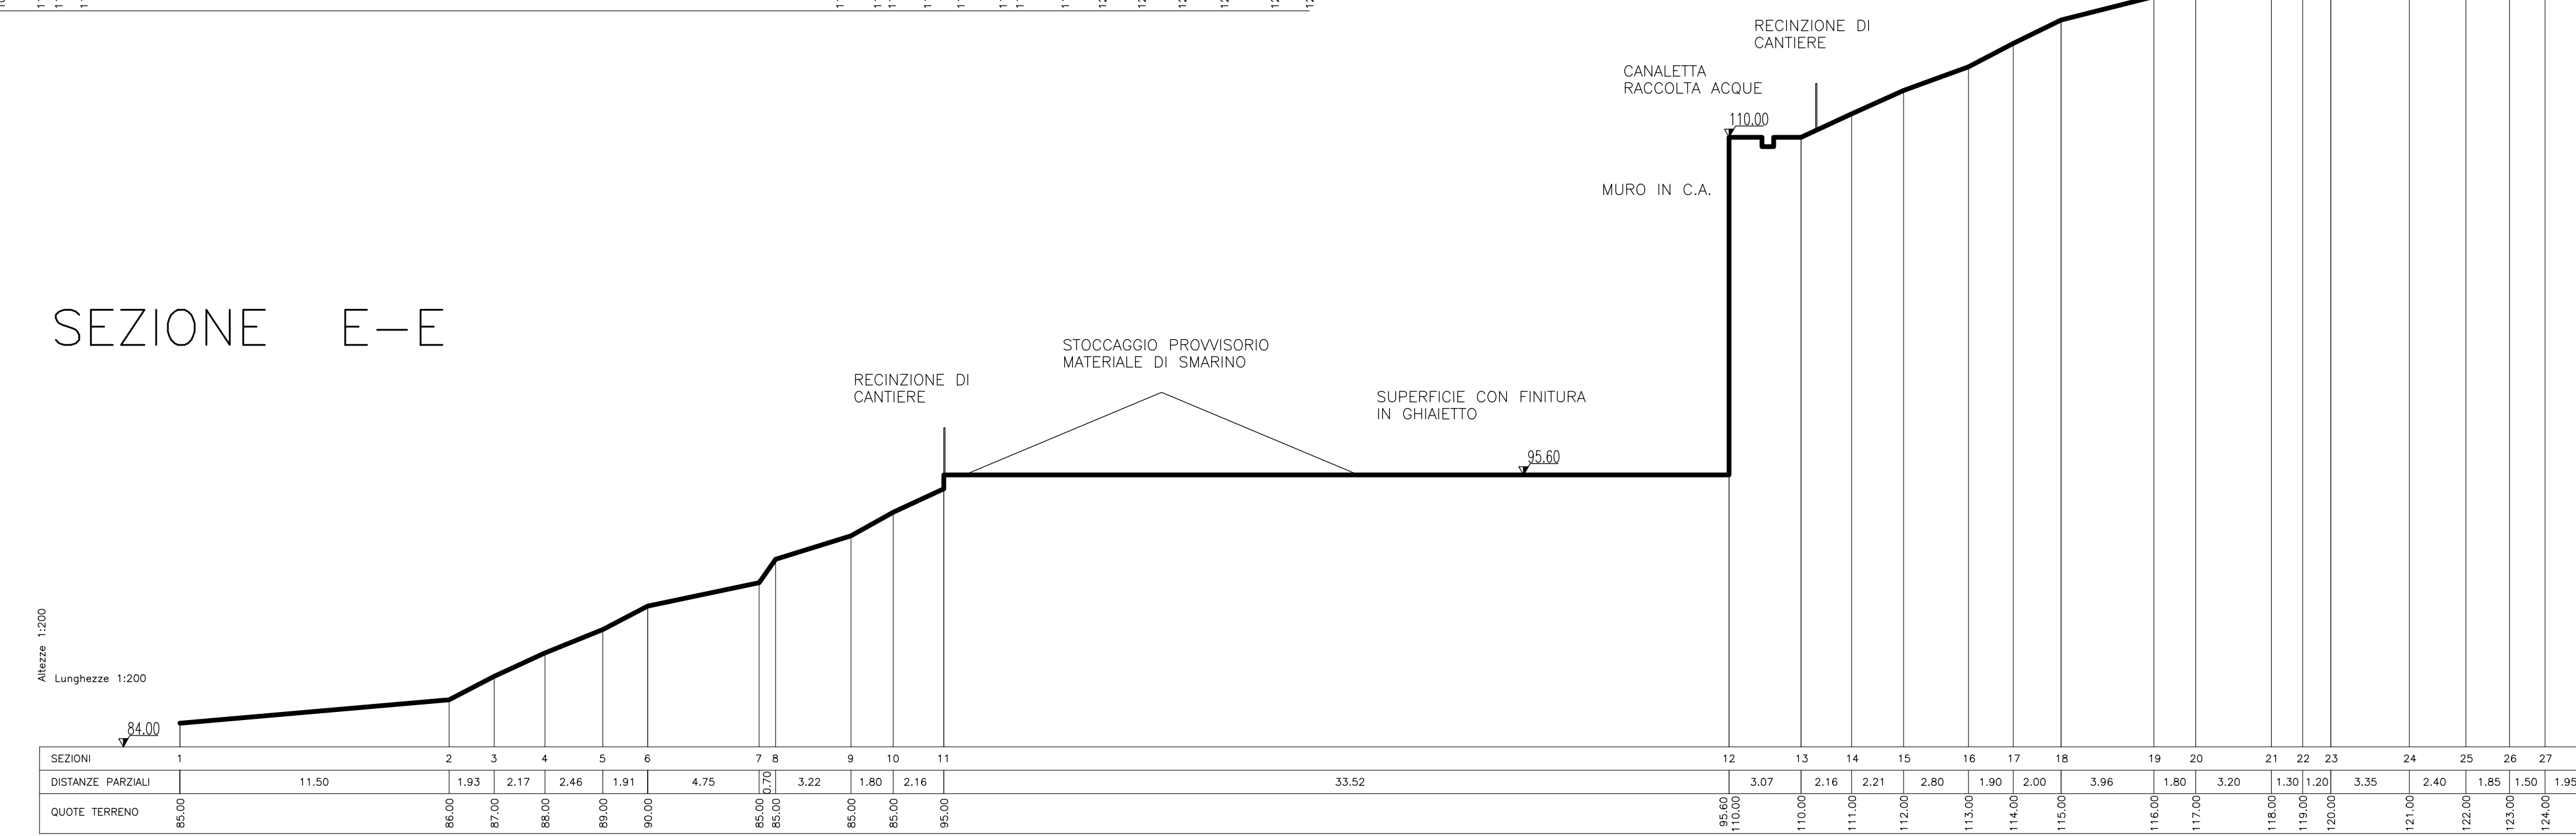 RECINZIONE DI
CANTIERE
CANALETTA
RACCOLTA ACQUE
110.00
MURO IN C.A.
SEZIONE E-E
STOCCAGGIO PROVVISORIO
MATERIALE DI SMARINO
RECINZIONE DI
CANTIERE
SUPERFICIE CON FINITURA
IN GHIAIETTO
95.60
Altezze 1:200
Lunghezze 1:200
84.00
SEZIONI 1 2 3 4 5 6 7 8 9 10 11 12 13 14 15 16 17 18 19 20 21 22 23 24 25 26 27
DISTANZE PARZIALI 11.50 1.93 2.17 2.46 1.91 4.75 0.70 3.22 1.80 2.16 33.52 3.07 2.16 2.21 2.80 1.90 2.00 3.96 1.80 3.20 1.30 1.20 3.35 2.40 1.85 1.50 1.95
QUOTE TERRENO 85.00 86.00 87.00 88.00 89.00 90.00 85.00 85.00 85.00 85.00 95.00 95.60 110.00 110.00 111.00 112.00 113.00 114.00 115.00 116.00 117.00 118.00 119.00 120.00 121.00 122.00 123.00 124.00